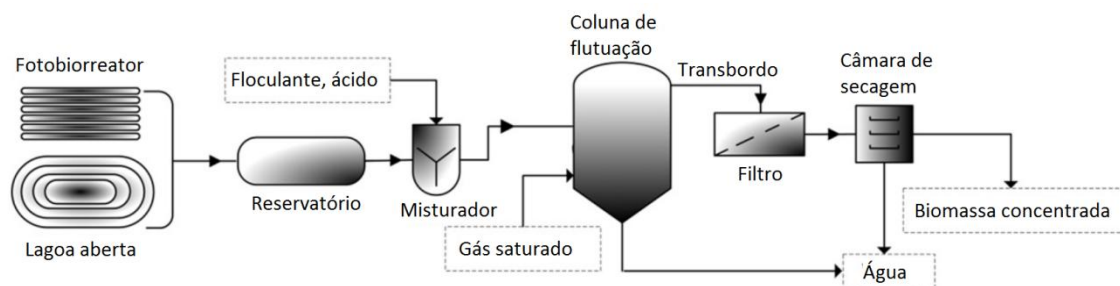 Fotobiorreator
Lagoa aberta
Floculante, ácido
Reservatório
Misturador
Gás saturado
Coluna de
flutuação
Transbordo
Filtro
Câmara de
secagem
Biomassa concentrada
Água